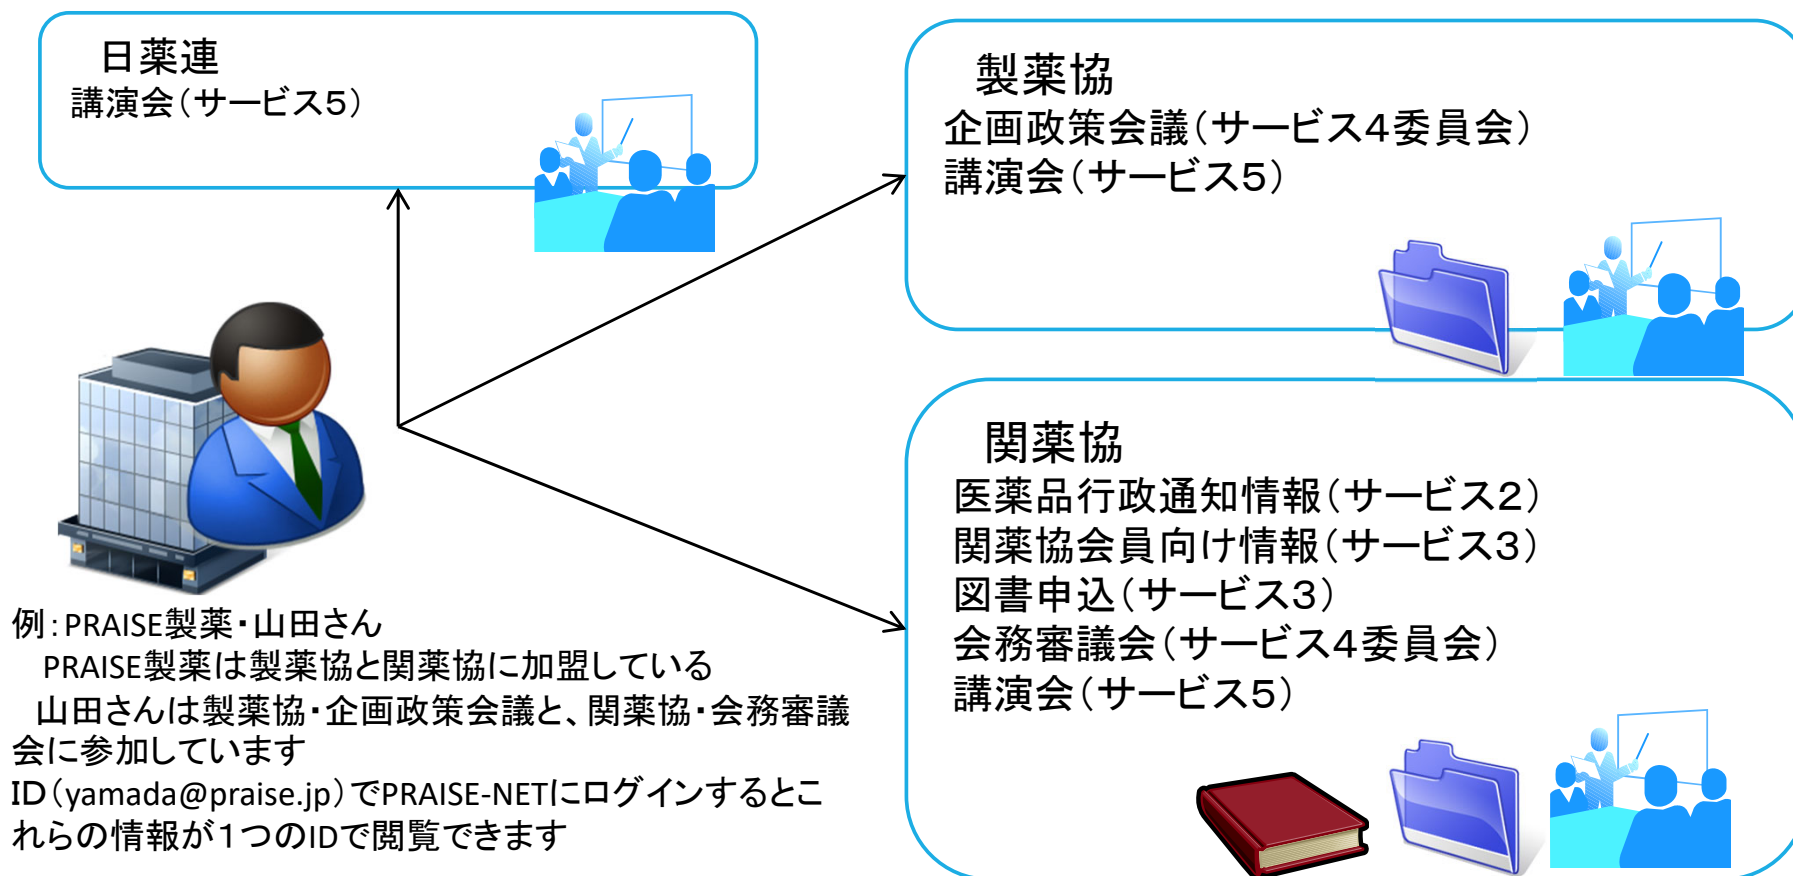 日薬連
講演会（サービス５）
製薬協
企画政策会議（サービス４委員会）
講演会（サービス５）
関薬協
医薬品行政通知情報（サービス２）
関薬協会員向け情報（サービス３）
図書申込（サービス３）
会務審議会（サービス４委員会）
講演会（サービス５）
例：PRAISE製薬・山田さん
PRAISE製薬は製薬協と関薬協に加盟している
山田さんは製薬協・企画政策会議と、関薬協・会務審議
会に参加しています
ID（yamada@praise.jp）でPRAISE-NETにログインするとこ
れらの情報が１つのIDで閲覧できます